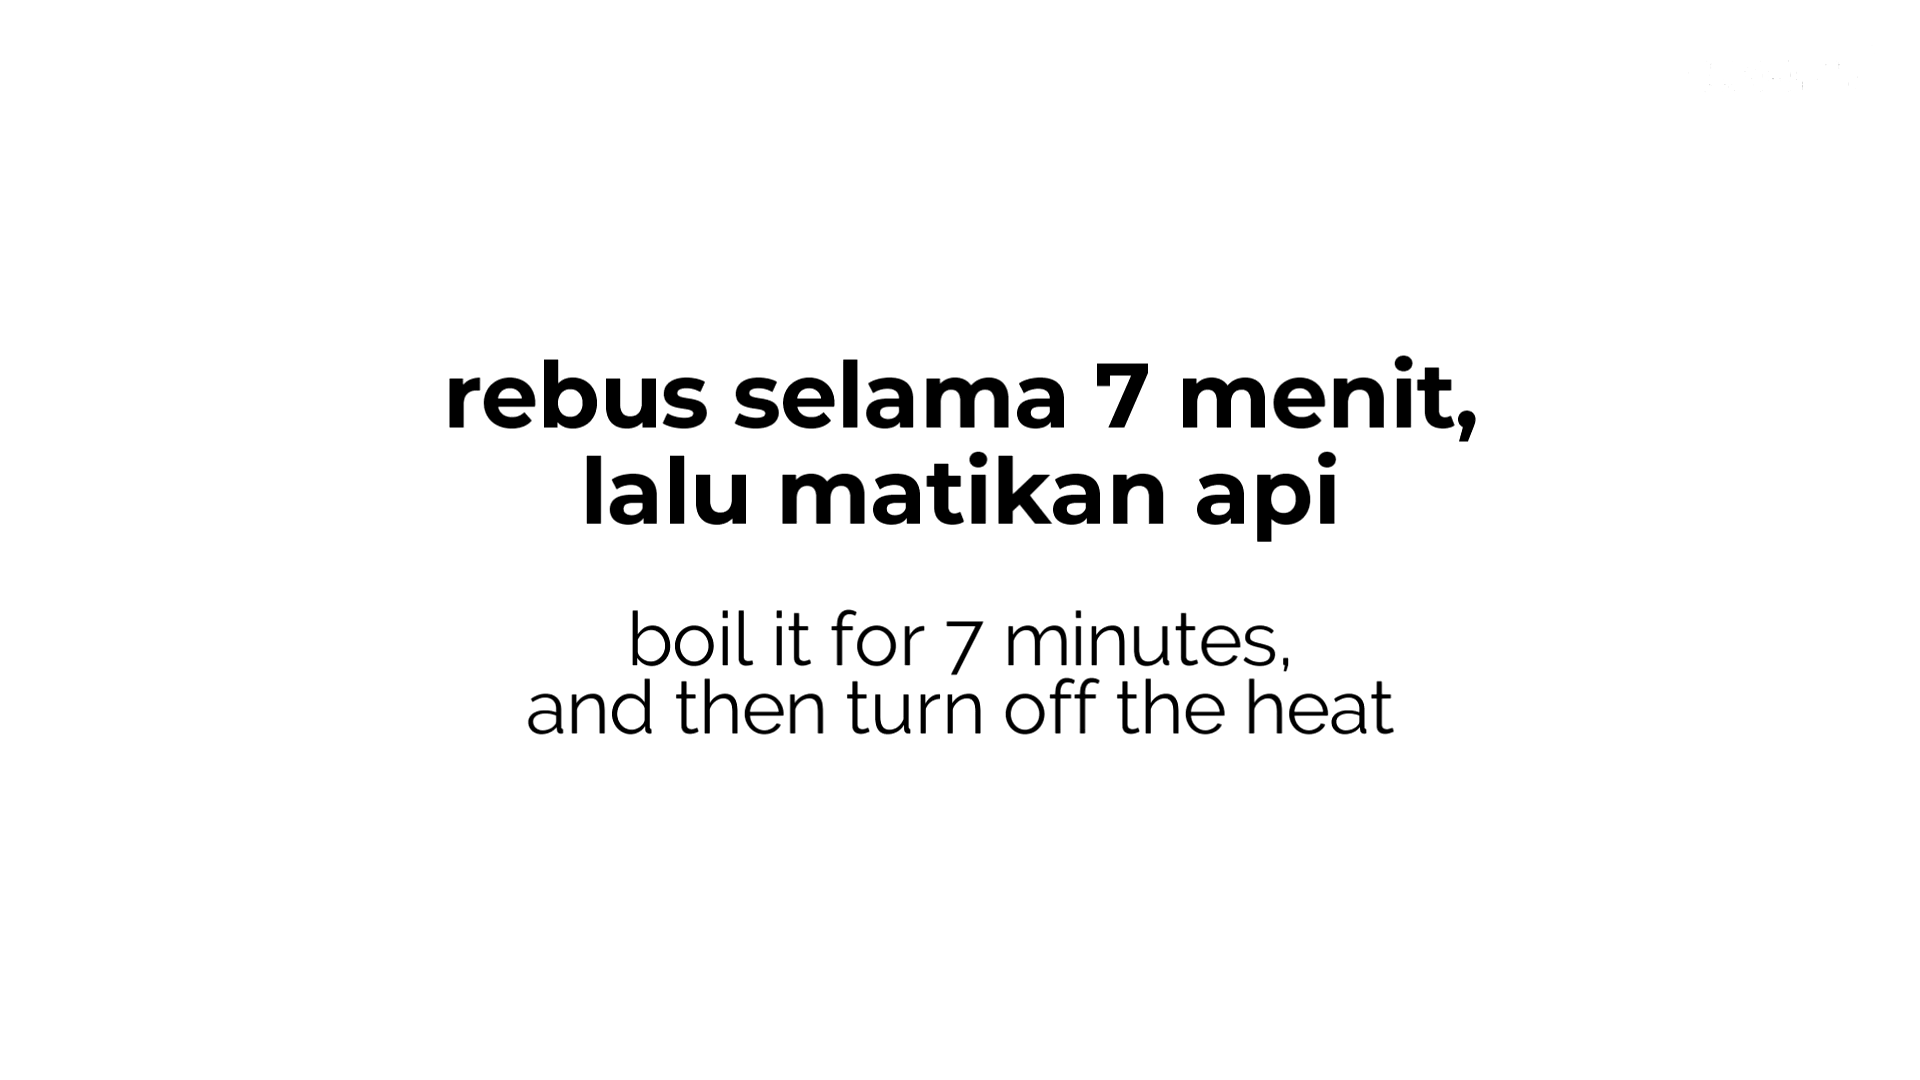 rebus selama 7 menit,
lalu matikan api
boil it for 7 minutes,
and then turn off the heat